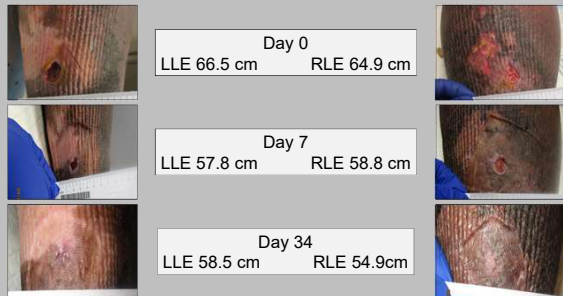 Day 0
LLE 66.5 cm RLE 64.9 cm
Day 7
LLE 57.8 cm RLE 58.8 cm
Day 34
LLE 58.5 cm RLE 54.9cm